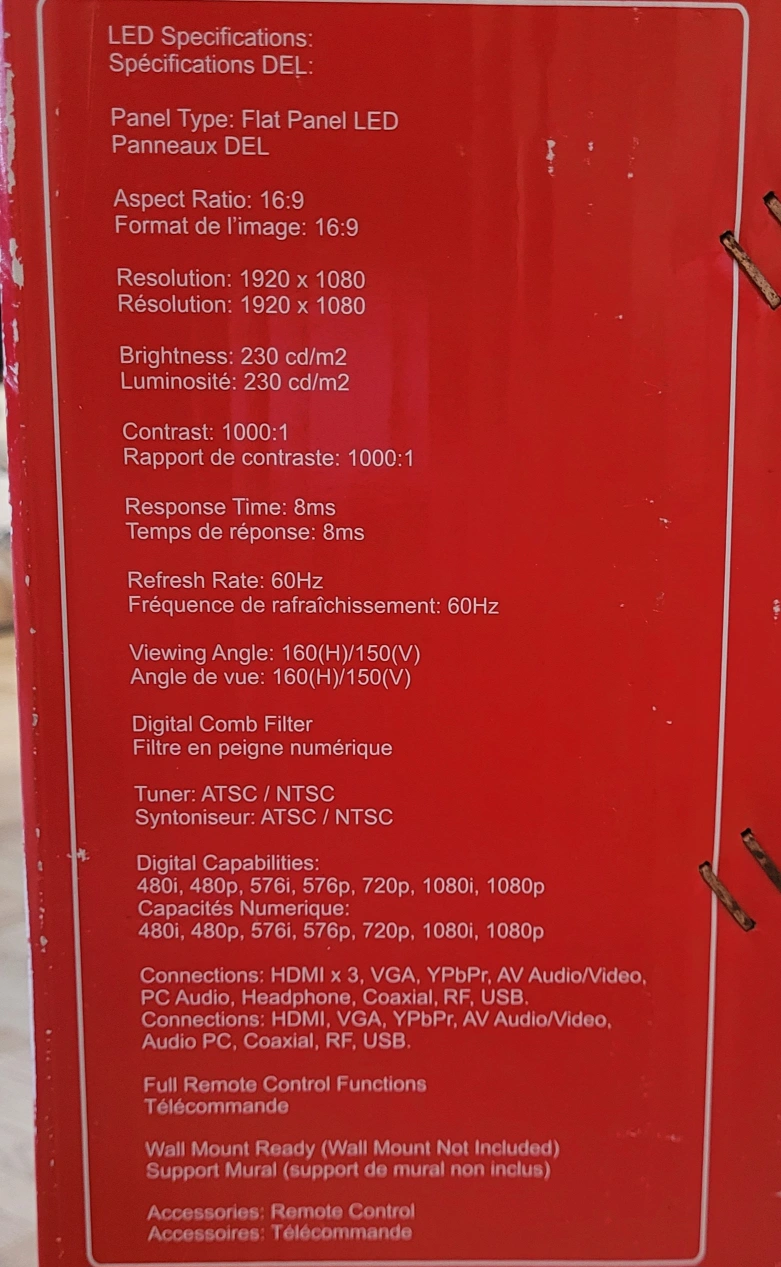 LED Specifications:
Spécifications DEL:
Panel Type: Flat Panel LED
Panneaux DEL
Aspect Ratio: 16:9
Format de l'image: 16:9
Resolution: 1920 x 1080
Résolution: 1920 x 1080
Brightness: 230 cd/m2
Luminosité: 230 cd/m2
Contrast: 1000:1
Rapport de contraste: 1000:1
Response Time: 8ms
Temps de réponse: 8ms
Refresh Rate: 60Hz
Fréquence de rafraîchissement: 60Hz
Viewing Angle: 160(H)/150(V)
Angle de vue: 160(H)/150(V)
Digital Comb Filter
Filtre en peigne numérique
Tuner: ATSC / NTSC
Syntoniseur: ATSC / NTSC
Digital Capabilities:
480i, 480p, 576i, 576p, 720p, 1080i, 1080p
Capacités Numerique:
480i, 480p, 576i, 576p, 720p, 1080i, 1080p
Connections: HDMI x 3, VGA, YPbPr, AV Audio/Video,
PC Audio, Headphone, Coaxial, RF, USB.
Connections: HDMI, VGA, YPbPr, AV Audio/Video,
Audio PC, Coaxial, RF, USB.
Full Remote Control Functions
Télécommande
Wall Mount Ready (Wall Mount Not Included)
Support Mural (support de mural non inclus)
Accessories: Remote Control
Accessoires: Télécommande